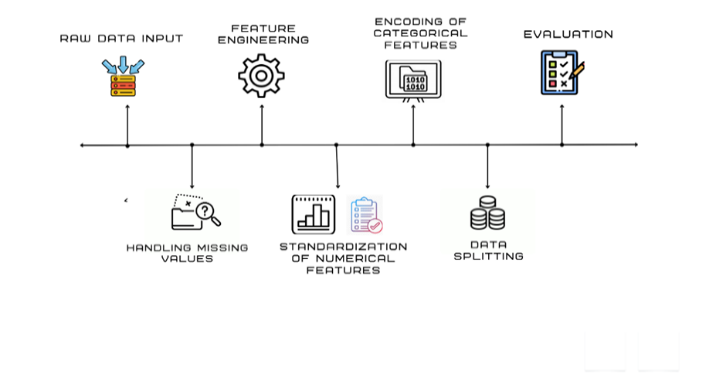 RAW DATA INPUT
FEATURE
ENGINEERING
ENCODING OF
CATEGORICAL
FEATURES
EVALUATION
1010
1010
HANDLING MISSING
VALUES
STANDARDIZATION
OF NUMERICAL
FEATURES
DATA
SPLITTING